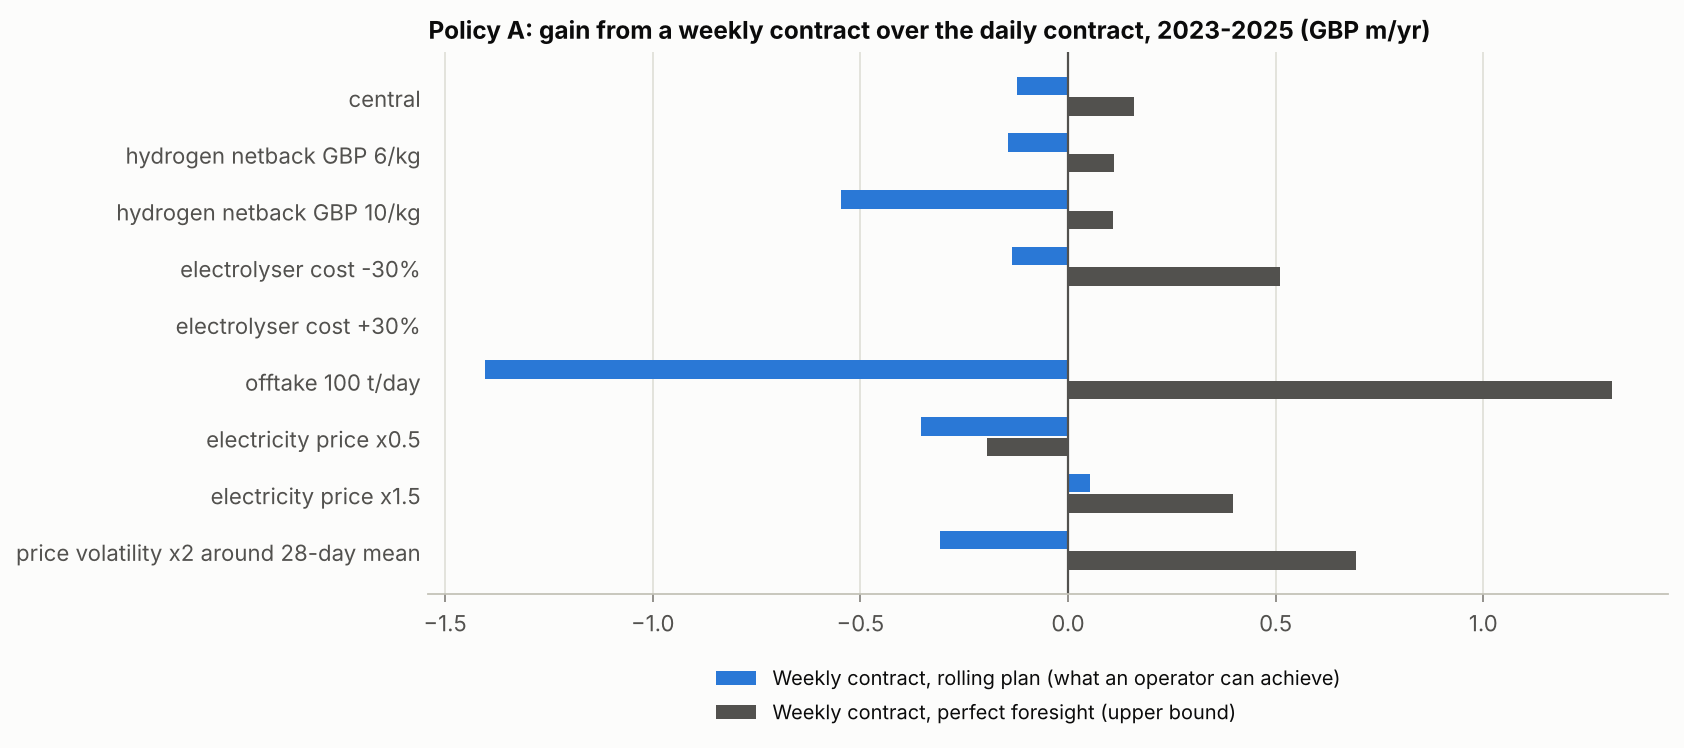 Policy A: gain from a weekly contract over the daily contract, 2023-2025 (GBP m/yr)
central
hydrogen netback GBP 6/kg
hydrogen netback GBP 10/kg
electrolyser cost -30%
electrolyser cost +30%
offtake 100 t/day
electricity price x0.5
electricity price x1.5
price volatility x2 around 28-day mean
−1.5 −1.0 −0.5 0.0 0.5 1.0
Weekly contract, rolling plan (what an operator can achieve)
Weekly contract, perfect foresight (upper bound)